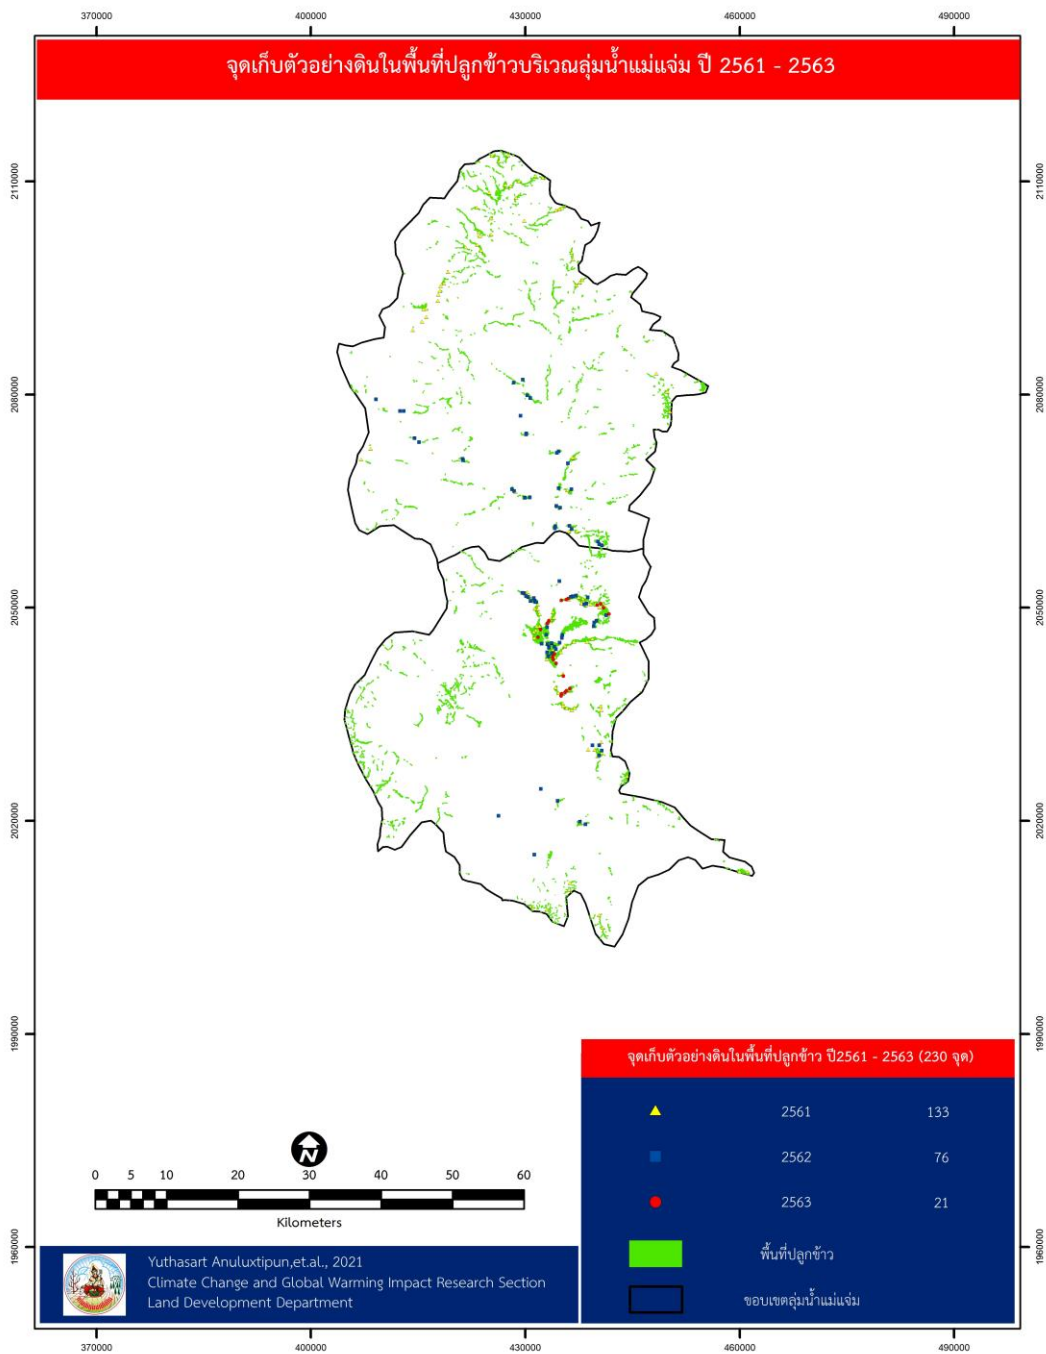 370000 400000 430000 460000 490000
จุดเก็บตัวอย่างดินในพื้นที่ปลูกข้าวบริเวณลุ่มน้ำแม่แจ่ม ปี 2561 - 2563
2110000 2110000
2080000 2080000
2050000 2050000
2020000 2020000
1990000 1990000
จุดเก็บตัวอย่างดินในพื้นที่ปลูกข้าว ปี2561 - 2563 (230 จุด)
2561 133
2562 76
2563 21
พื้นที่ปลูกข้าว
ขอบเขตลุ่มน้ำแม่แจ่ม
N
0 5 10 20 30 40 50 60
Kilometers
1960000 1960000
Yuthasart Anuluxtipun,et.al., 2021
Climate Change and Global Warming Impact Research Section
Land Development Department
370000 400000 430000 460000 490000